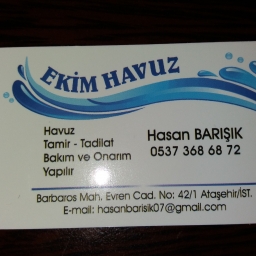 EKİM HAVUZ
Havuz
Tamir - Tadilat
Bakım ve Onarım
Yapılır
Hasan BARIŞIK
0537 368 68 72
Barbaros Mah. Evren Cad. No: 42/1 Ataşehir/İST.
E-mail: hasanbarisik07@gmail.com